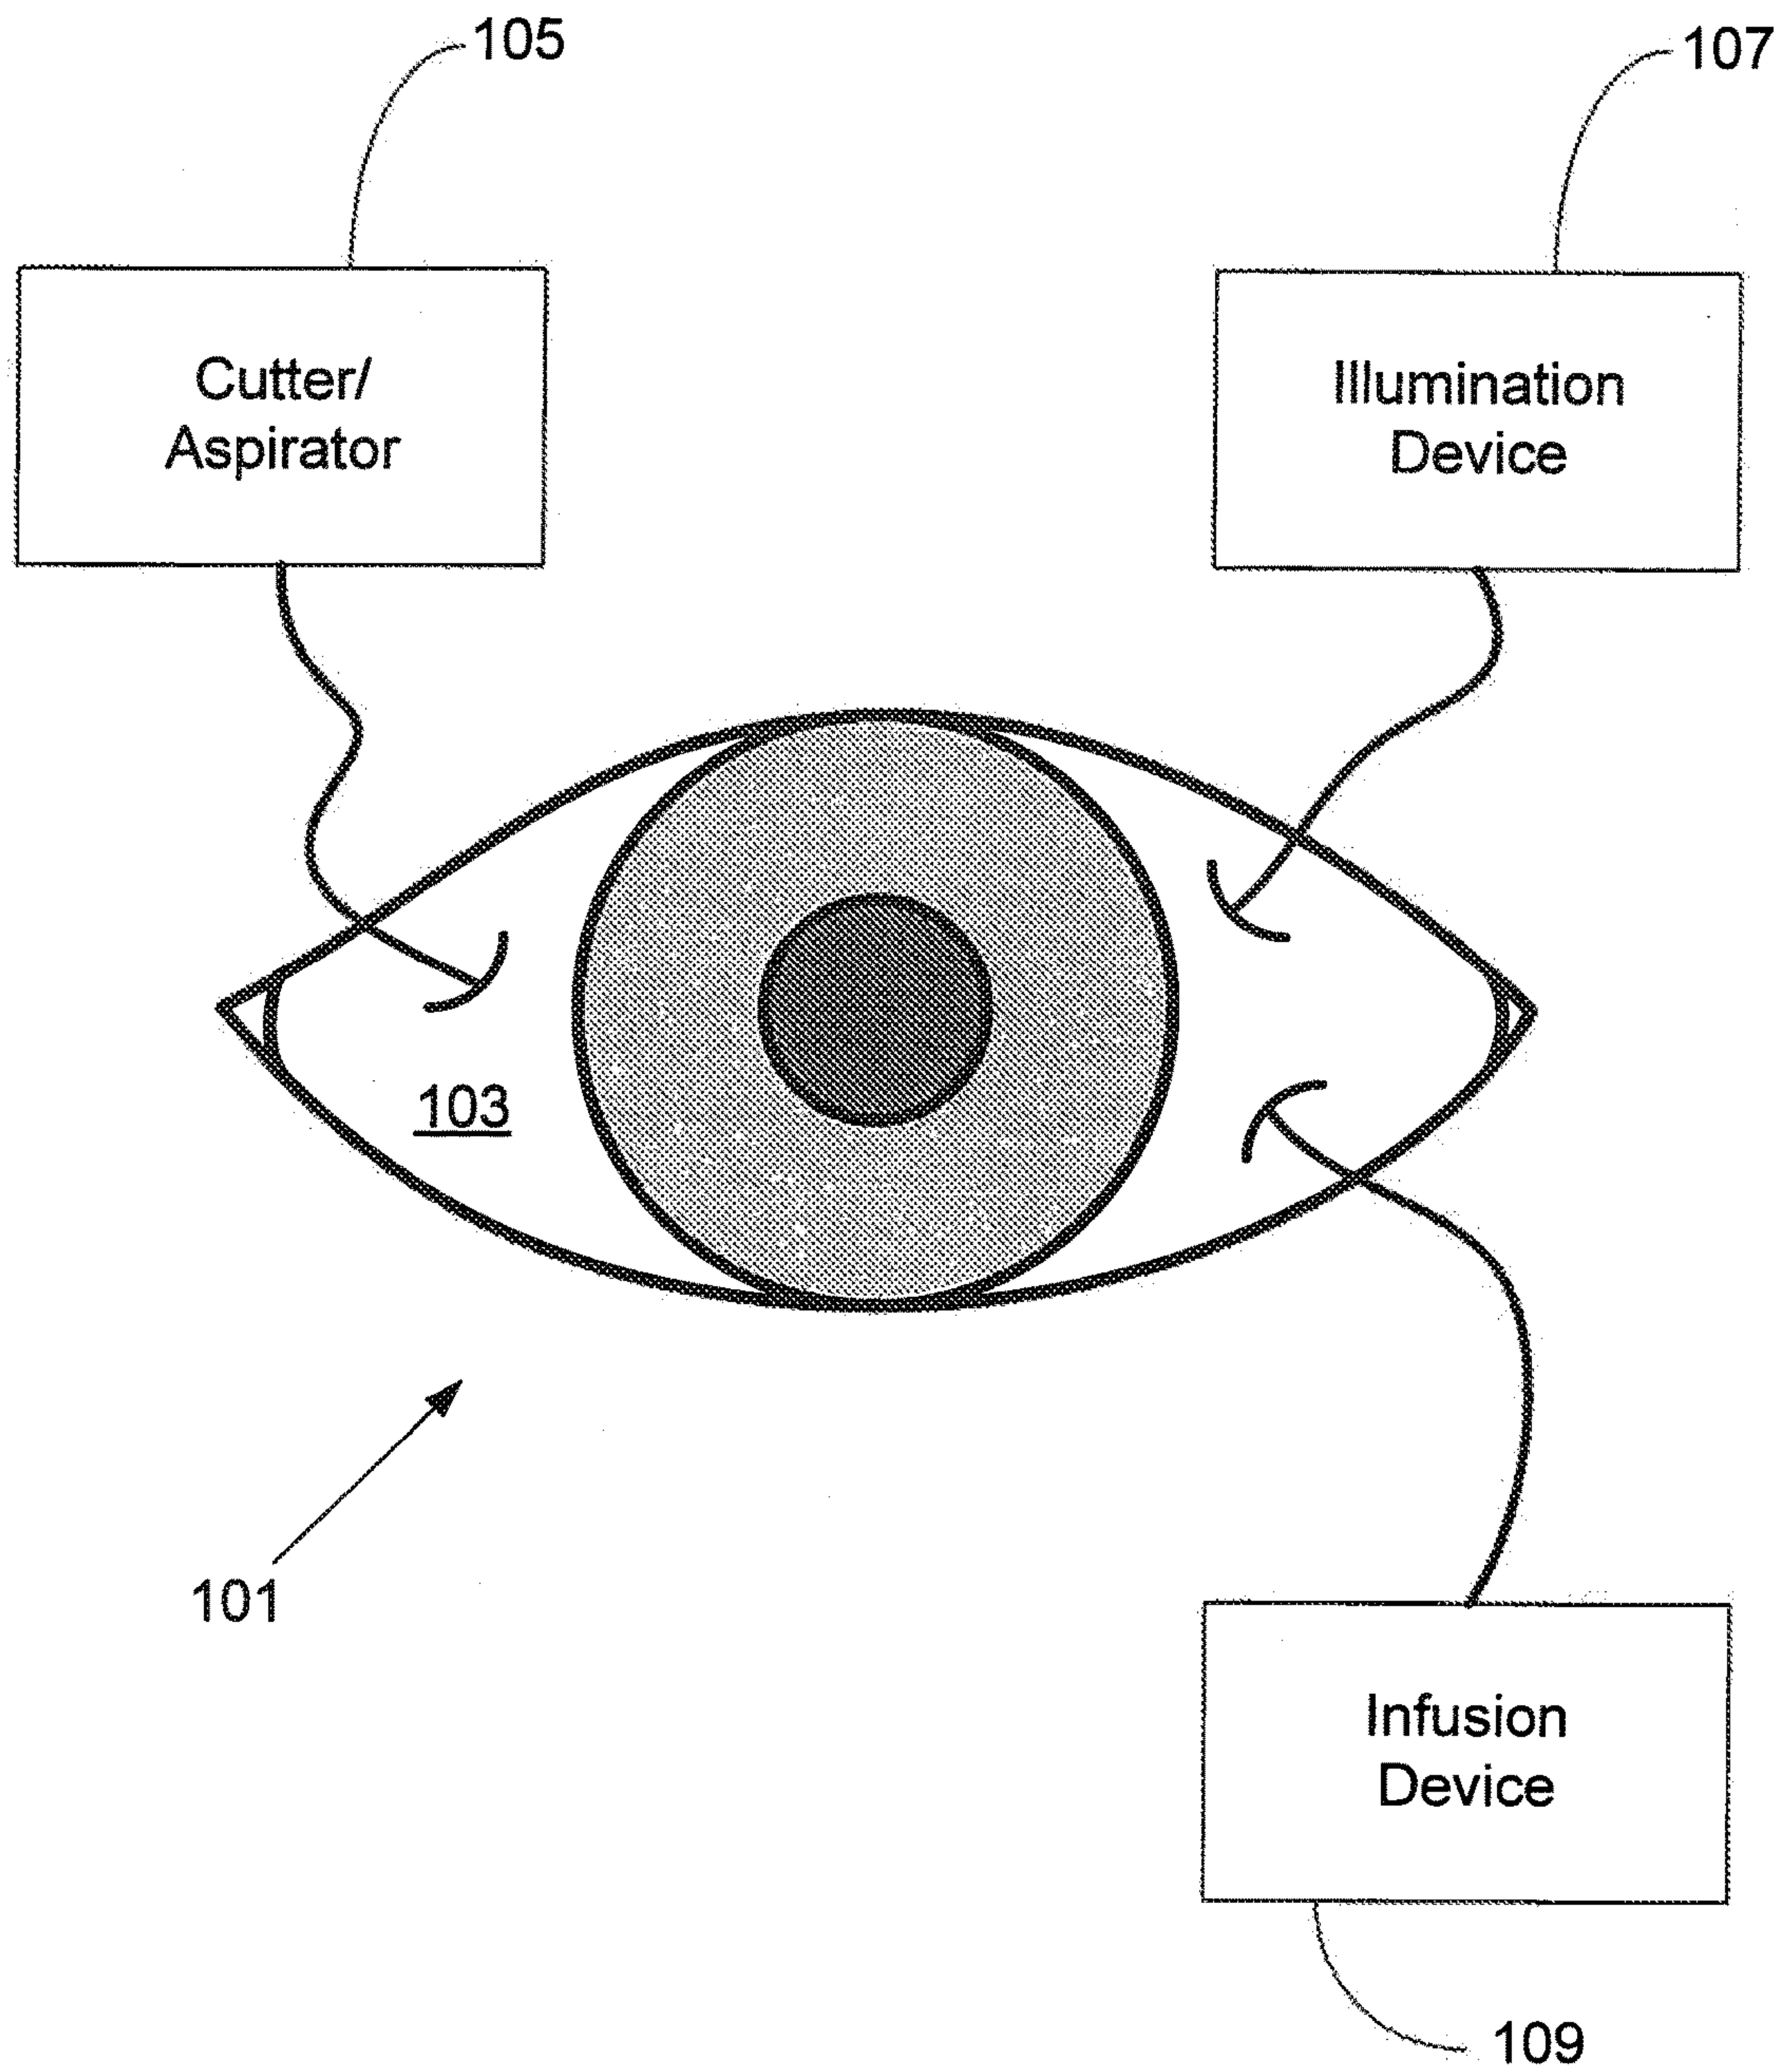 105
107
Cutter/
Aspirator
Illumination
Device
103
101
Infusion
Device
109